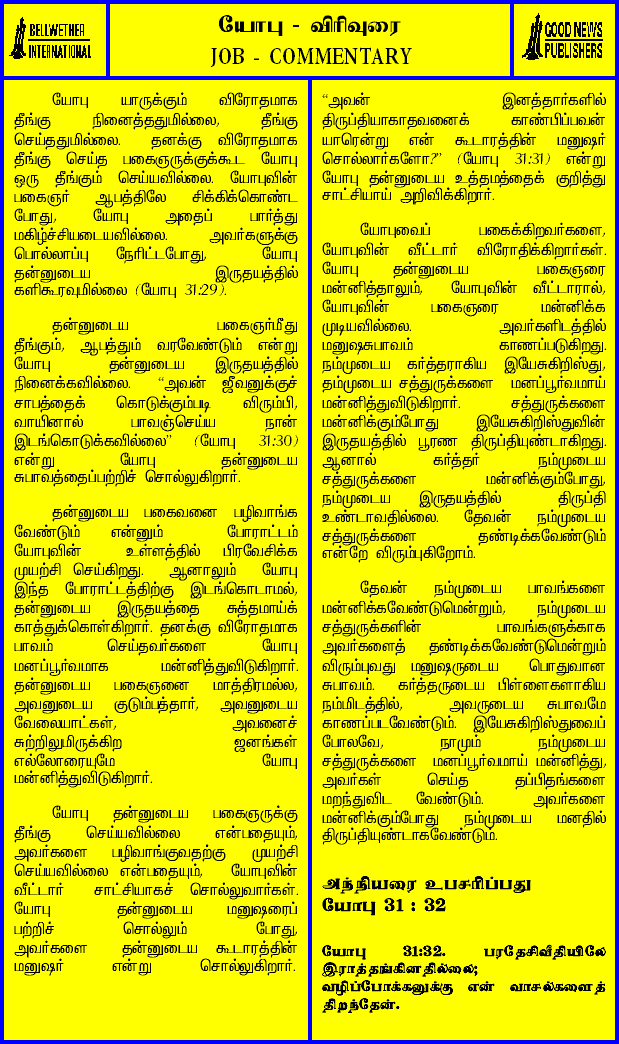 BELLWETHER
INTERNATIONAL
யோபு - விரிவுரை
JOB - COMMENTARY
GOOD NEWS
PUBLISHERS
யோபு யாருக்கும் விரோதமாக
தீங்கு நினைத்ததுமில்லை, தீங்கு
செய்ததுமில்லை. தனக்கு விரோதமாக
தீங்கு செய்த பகைஞருக்குக்கூட யோபு
ஒரு தீங்கும் செய்யவில்லை. யோபுவின்
பகைஞர் ஆபத்திலே சிக்கிக்கொண்ட
போது, யோபு அதைப் பார்த்து
மகிழ்ச்சியடையவில்லை. அவர்களுக்கு
பொல்லாப்பு நேரிட்டபோது, யோபு
தன்னுடைய இருதயத்தில்
களிகூரவுமில்லை (யோபு 31:29).
தன்னுடைய பகைஞர்மீது
தீங்கும், ஆபத்தும் வரவேண்டும் என்று
யோபு தன்னுடைய இருதயத்தில்
நினைக்கவில்லை. “அவன் ஜீவனுக்குச்
சாபத்தைக் கொடுக்கும்படி விரும்பி,
வாயினால் பாவஞ்செய்ய நான்
இடங்கொடுக்கவில்லை” (யோபு 31:30)
என்று யோபு தன்னுடைய
சுபாவத்தைப்பற்றிச் சொல்லுகிறார்.
தன்னுடைய பகைவனை பழிவாங்க
வேண்டும் என்னும் போராட்டம்
யோபுவின் உள்ளத்தில் பிரவேசிக்க
முயற்சி செய்கிறது. ஆனாலும் யோபு
இந்த போராட்டத்திற்கு இடங்கொடாமல்,
தன்னுடைய இருதயத்தை சுத்தமாய்க்
காத்துக்கொள்கிறார். தனக்கு விரோதமாக
பாவம் செய்தவர்களை யோபு
மனப்பூர்வமாக மன்னித்துவிடுகிறார்.
தன்னுடைய பகைஞனை மாத்திரமல்ல,
அவனுடைய குடும்பத்தார், அவனுடைய
வேலையாட்கள், அவனைச்
சுற்றிலுமிருக்கிற ஜனங்கள்
எல்லோரையுமே யோபு
மன்னித்துவிடுகிறார்.
யோபு தன்னுடைய பகைஞருக்கு
தீங்கு செய்யவில்லை என்பதையும்,
அவர்களை பழிவாங்குவதற்கு முயற்சி
செய்யவில்லை என்பதையும், யோபுவின்
வீட்டார் சாட்சியாகச் சொல்லுவார்கள்.
யோபு தன்னுடைய மனுஷரைப்
பற்றிச் சொல்லும் போது,
அவர்களை தன்னுடைய கூடாரத்தின்
மனுஷர் என்று சொல்லுகிறார்.
“அவன் இனத்தார்களில்
திருப்தியாகாதவனைக் காண்பிப்பவன்
யாரென்று என் கூடாரத்தின் மனுஷர்
சொல்லார்களோ?” (யோபு 31:31) என்று
யோபு தன்னுடைய உத்தமத்தைக் குறித்து
சாட்சியாய் அறிவிக்கிறார்.
யோபுவைப் பகைக்கிறவர்களை,
யோபுவின் வீட்டார் விரோதிக்கிறார்கள்.
யோபு தன்னுடைய பகைஞரை
மன்னித்தாலும், யோபுவின் வீட்டாரால்,
யோபுவின் பகைஞரை மன்னிக்க
முடியவில்லை. அவர்களிடத்தில்
மனுஷசுபாவம் காணப்படுகிறது.
நம்முடைய கர்த்தராகிய இயேசுகிறிஸ்து,
தம்முடைய சத்துருக்களை மனப்பூர்வமாய்
மன்னித்துவிடுகிறார். சத்துருக்களை
மன்னிக்கும்போது இயேசுகிறிஸ்துவின்
இருதயத்தில் பூரண திருப்தியுண்டாகிறது.
ஆனால் கர்த்தர் நம்முடைய
சத்துருக்களை மன்னிக்கும்போது,
நம்முடைய இருதயத்தில் திருப்தி
உண்டாவதில்லை. தேவன் நம்முடைய
சத்துருக்களை தண்டிக்கவேண்டும்
என்றே விரும்புகிறோம்.
தேவன் நம்முடைய பாவங்களை
மன்னிக்கவேண்டுமென்றும், நம்முடைய
சத்துருக்களின் பாவங்களுக்காக
அவர்களைத் தண்டிக்கவேண்டுமென்றும்
விரும்புவது மனுஷருடைய பொதுவான
சுபாவம். கர்த்தருடைய பிள்ளைகளாகிய
நம்மிடத்தில், அவருடைய சுபாவமே
காணப்படவேண்டும். இயேசுகிறிஸ்துவைப்
போலவே, நாமும் நம்முடைய
சத்துருக்களை மனப்பூர்வமாய் மன்னித்து,
அவர்கள் செய்த தப்பிதங்களை
மறந்துவிட வேண்டும். அவர்களை
மன்னிக்கும்போது நம்முடைய மனதில்
திருப்தியுண்டாகவேண்டும்.
அந்நியரை உபசரிப்பது
யோபு 31 : 32
யோபு 31:32. பரதேசிவீதியிலே
இராத்தங்கினதில்லை;
வழிப்போக்கனுக்கு என் வாசல்களைத்
திறந்தேன்.